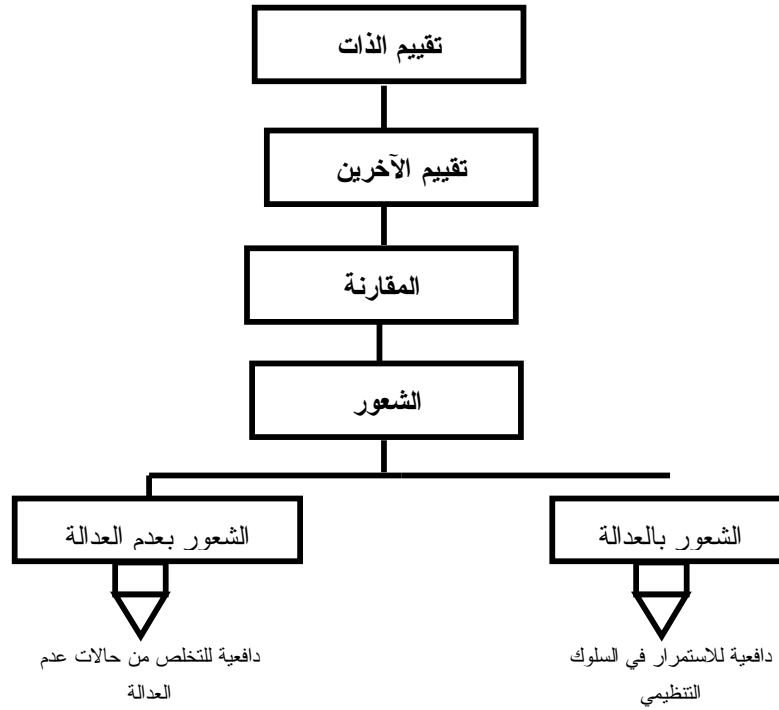 تقييم الذات
تقييم الآخرين
المقارنة
الشعور
الشعور بالعدالة
الشعور بعدم العدالة
دافعية للاستمرار في السلوك
التنظيمي
دافعية للتخلص من حالات عدم
العدالة